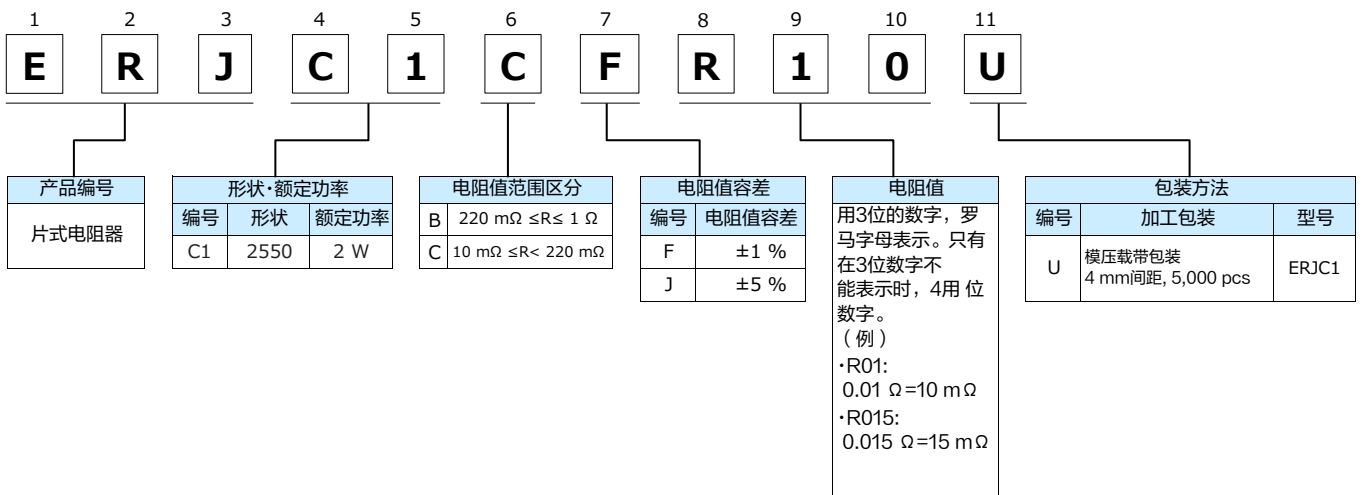 1 2 3 4 5 6 7 8 9 10 11
E R J C 1 C F R 1 0 U
产品编号
片式电阻器
形状·额定功率
编号 形状 额定功率
C1 2550 2 W
电阻值范围区分
B 220 mΩ ≤R≤ 1 Ω
C 10 mΩ ≤R< 220 mΩ
电阻值容差
编号 电阻值容差
F ±1 %
J ±5 %
电阻值
用3位的数字，罗
马字母表示。只有
在3位数字不
能表示时，4用 位
数字。
（ 例 ）
·R01:
0.01 Ω=10 mΩ
·R015:
0.015 Ω=15 mΩ
包装方法
编号 加工包装 型号
U 模压载带包装 ERJC1
4 mm间距, 5,000 pcs